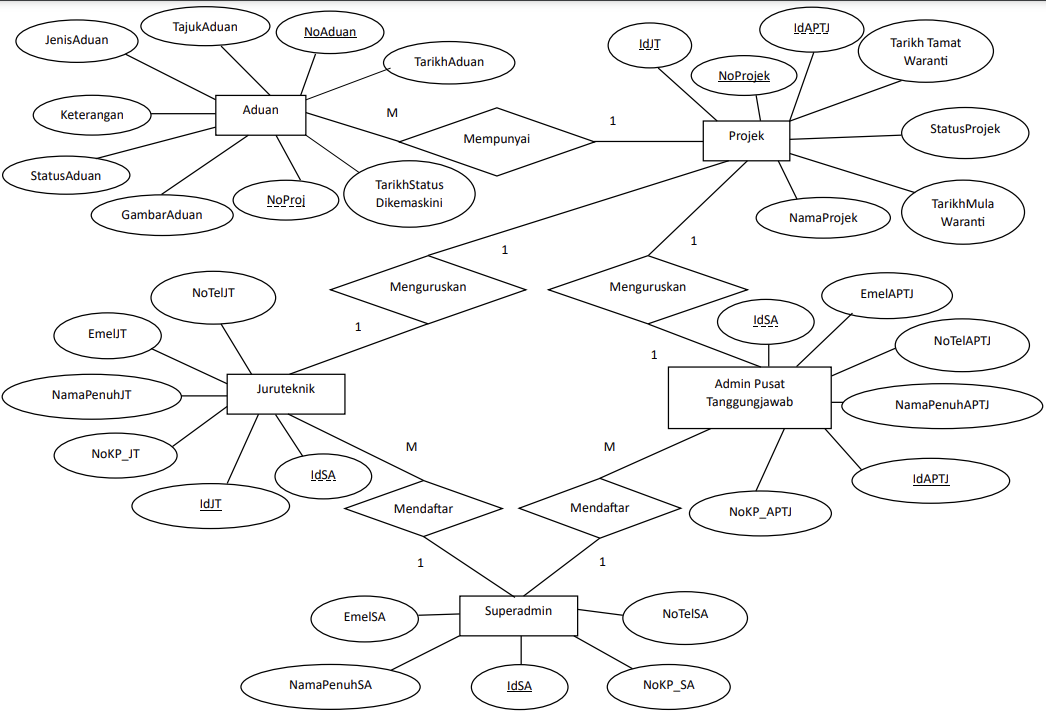 JenisAduan
TajukAduan
NoAduan
TarikhAduan
Keterangan
Aduan
StatusAduan
GambarAduan
NoProj
TarikhStatus
Dikemaskini
M
Mempunyai
1
IdJT
IdAPTJ
NoProjek
Tarikh Tamat
Waranti
Projek
StatusProjek
TarikhMula
Waranti
NamaProjek
1
Menguruskan
1
1
Menguruskan
1
NoTelJT
EmelJT
NamaPenuhJT
Juruteknik
NoKP_JT
IdJT
IdSA
IdSA
EmelAPTJ
NoTelAPTJ
Admin Pusat
Tanggungjawab
NamaPenuhAPTJ
IdAPTJ
NoKP_APTJ
M
Mendaftar
1
M
Mendaftar
1
EmelSA
Superadmin
NoTelSA
NamaPenuhSA
IdSA
NoKP_SA